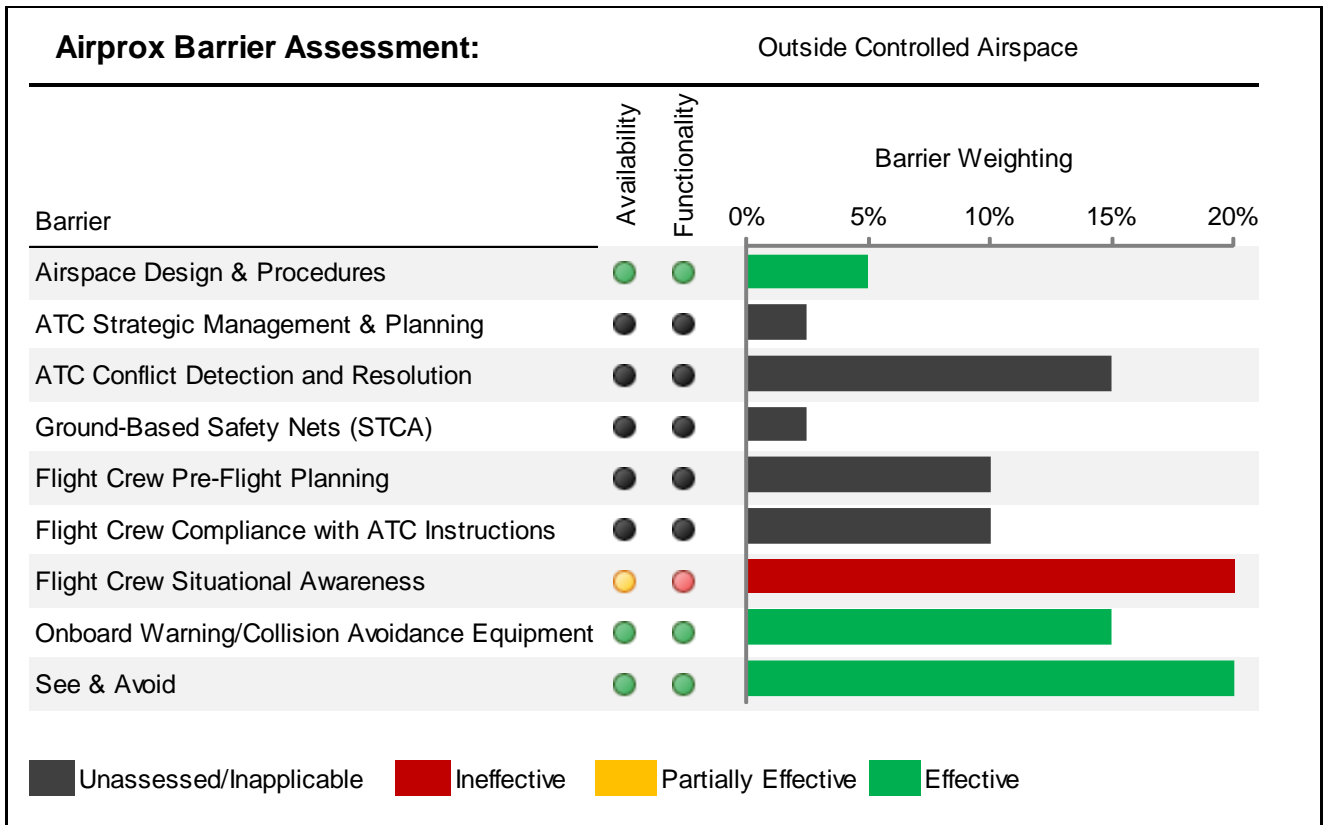 Airprox Barrier Assessment: Outside Controlled Airspace
Availability
Functionality
Barrier Weighting
Barrier
0% 5% 10% 15% 20%
Airspace Design & Procedures
ATC Strategic Management & Planning
ATC Conflict Detection and Resolution
Ground-Based Safety Nets (STCA)
Flight Crew Pre-Flight Planning
Flight Crew Compliance with ATC Instructions
Flight Crew Situational Awareness
Onboard Warning/Collision Avoidance Equipment
See & Avoid
Unassessed/Inapplicable Ineffective Partially Effective Effective